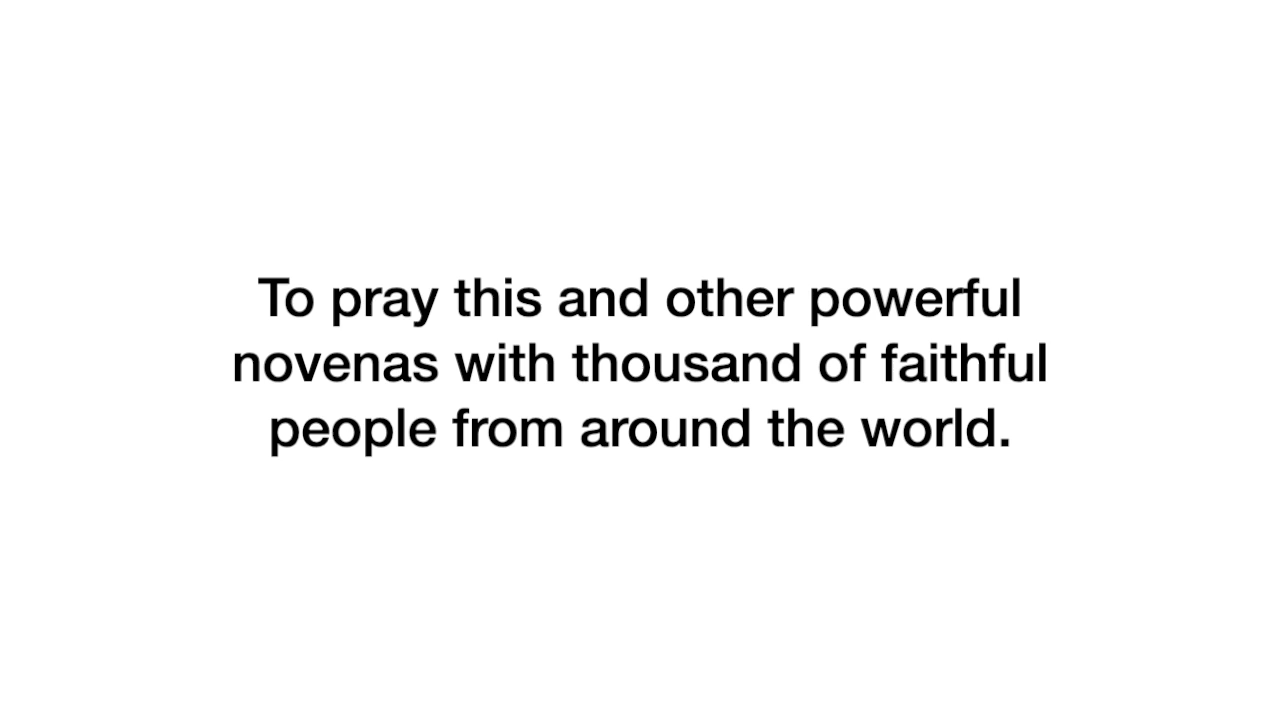 To pray this and other powerful
novenas with thousand of faithful
people from around the world.